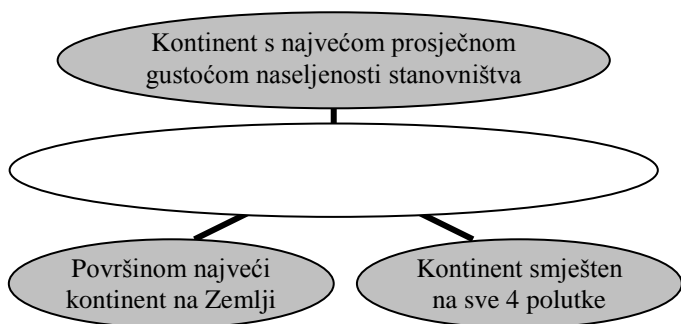 Kontinent s najvećom prosječnom
gustoćom naseljenosti stanovništva
Površinom najveći
kontinent na Zemlji
Kontinent smješten
na sve 4 polutke